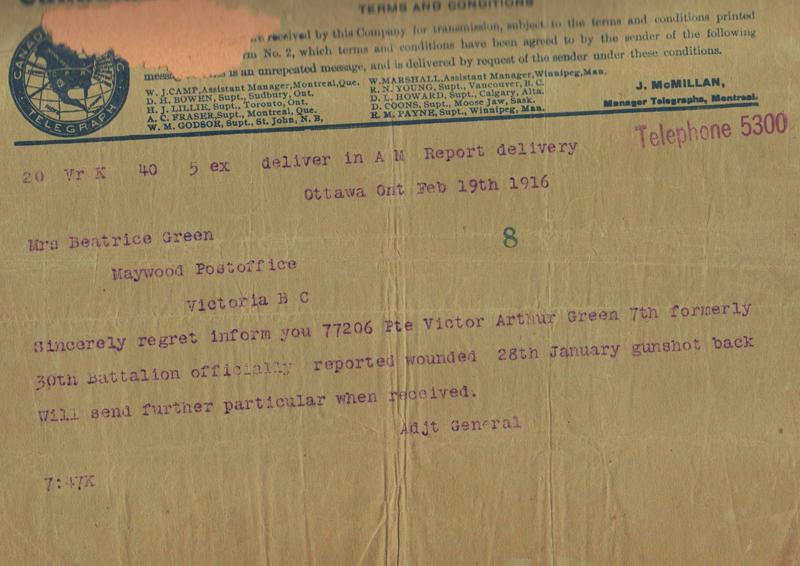 TERMS AND CONDITIONS
received by this Company for transmission, subject to the terms and conditions printed
No. 2, which terms and conditions have been agreed to by the sender of the following
is an unrepeated message, and is delivered by request of the sender under these conditions.
W. J. CAMP, Assistant Manager, Montreal, Que.
D. H. BOWEN, Supt., Sudbury, Ont.
H. J. LILLIE, Supt., Toronto, Ont.
A. C. FRASER, Supt., Montreal, Que.
W. M. GODSOE, Supt., St. John, N. B,
W. MARSHALL, Assistant Manager, Winnipeg, Man.
R. N. YOUNG, Supt., Vancouver, B. C.
D. L. HOWARD, Supt., Calgary, Alta.
D. COONS, Supt., Moose Jaw, Sask.
R. M. PAYNE, Supt., Winnipeg, Man.
J. McMILLAN,
Manager Telegraphs, Montreal.
TELEGRAPH
Telephone 5300
20 Vr K 40 5 ex deliver in A M Report delivery
Ottawa Ont Feb 19th 1916
8
Mrs Beatrice Green
Maywood Postoffice
Victoria B C
Sincerely regret inform you 77206 Pte Victor Arthur Green 7th formerly
30th Battalion officially reported wounded 28th January gunshot back
Will send further particular when received.
Adjt General
7:47K